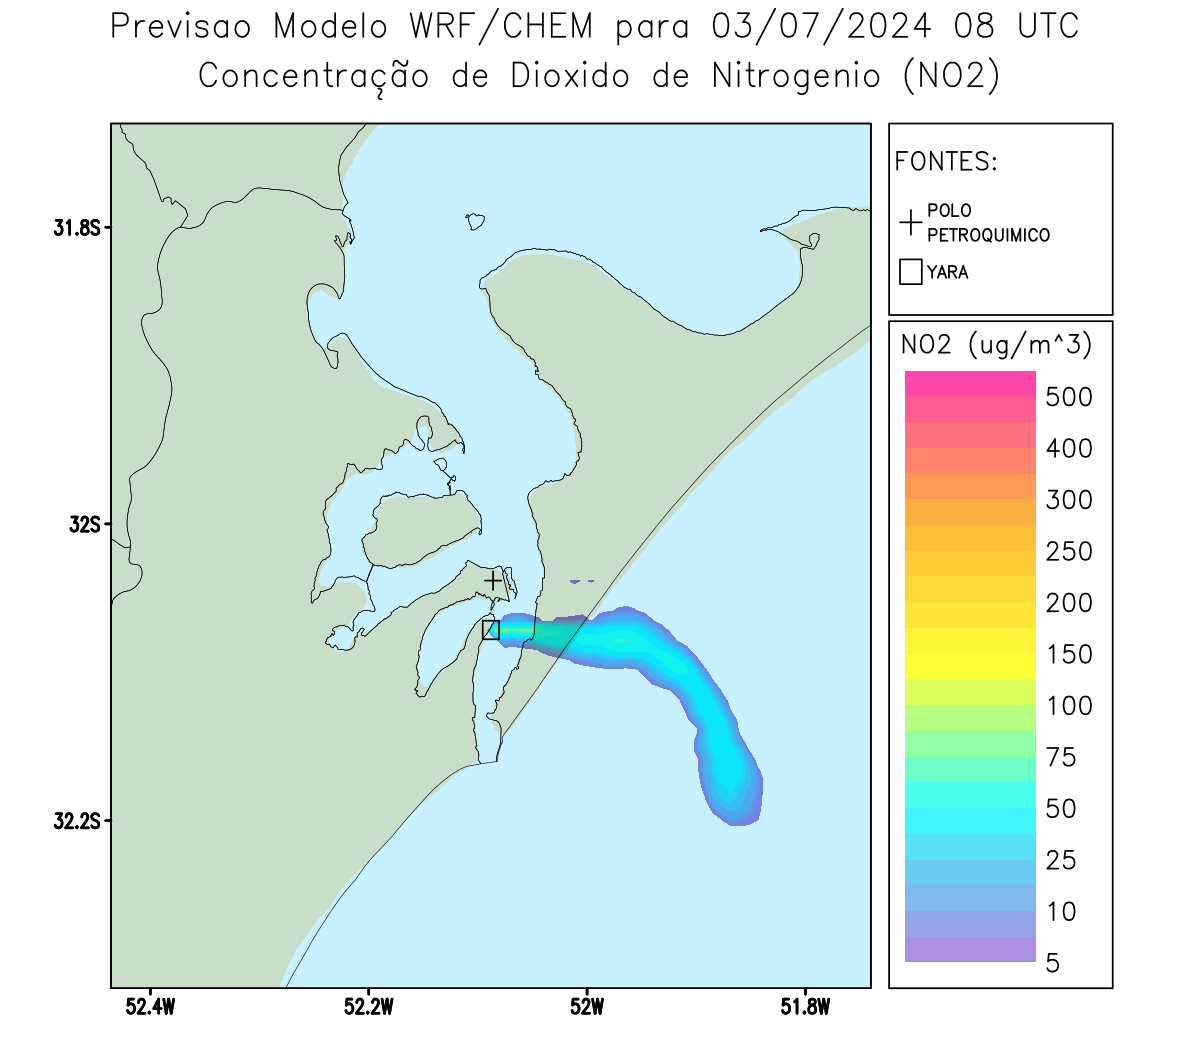 Previsao Modelo WRF/CHEM para 03/07/2024 08 UTC
Concentração de Dioxido de Nitrogenio (NO2)
FONTES:
POLO
PETROQUIMICO
YARA
NO2 (ug/m^3)
500
400
300
250
200
150
100
75
50
25
10
5
31.8S
32S
32.2S
52.4W
52.2W
52W
51.8W